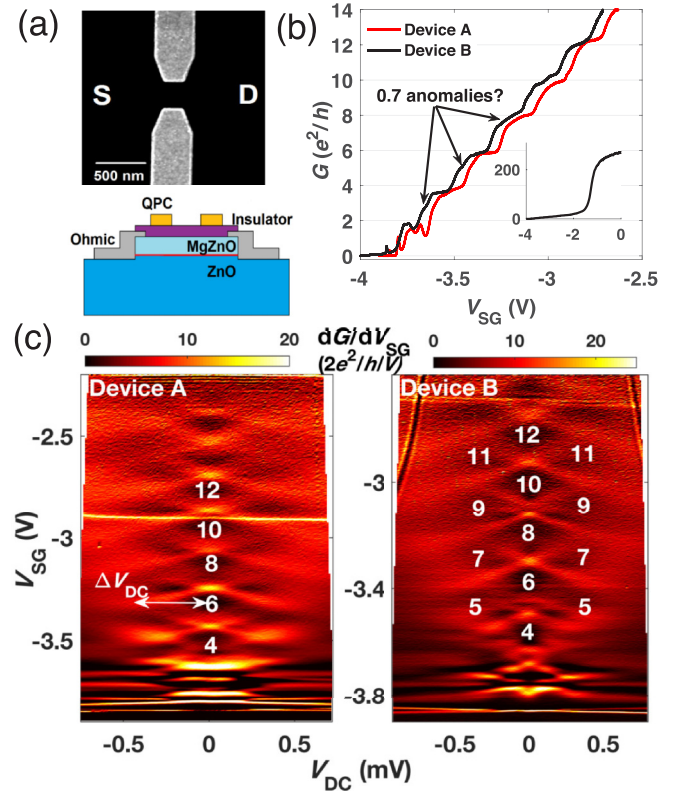 (a)
S
D
500 nm
QPC
Insulator
Ohmic
MgZnO
ZnO
(b)
Device A
Device B
0.7 anomalies?
G (e²/h)
14
12
10
8
6
4
2
0
-4
-3.5
-3
-2.5
V_SG (V)
200
0
-4
-2
0
(c)
0
10
20
dG/dV_SG
(2e²/h/V)
0
10
20
Device A
12
10
8
6
4
ΔV_DC
-2.5
-3
-3.5
V_SG (V)
-0.5
0
0.5
Device B
12
11
11
10
9
9
8
7
7
6
5
5
4
-3
-3.4
-3.8
-0.5
0
0.5
V_DC (mV)